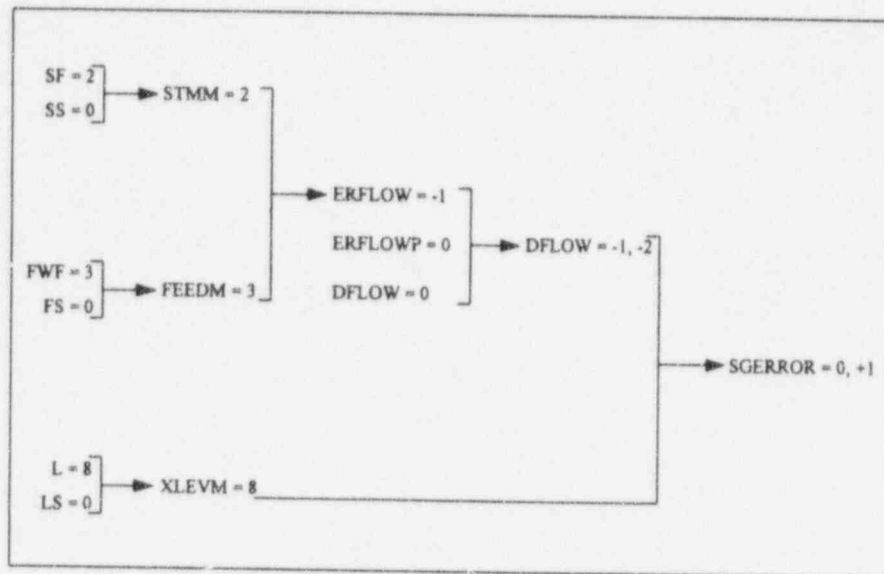 SF = 2
SS = 0
STMM = 2
ERFLOW = -1
ERFLOWP = 0
DFLOW = 0
DFLOW = -1, -2
FWF = 3
FS = 0
FEEDM = 3
SGERROR = 0, +1
L = 8
LS = 0
XLEVM = 8